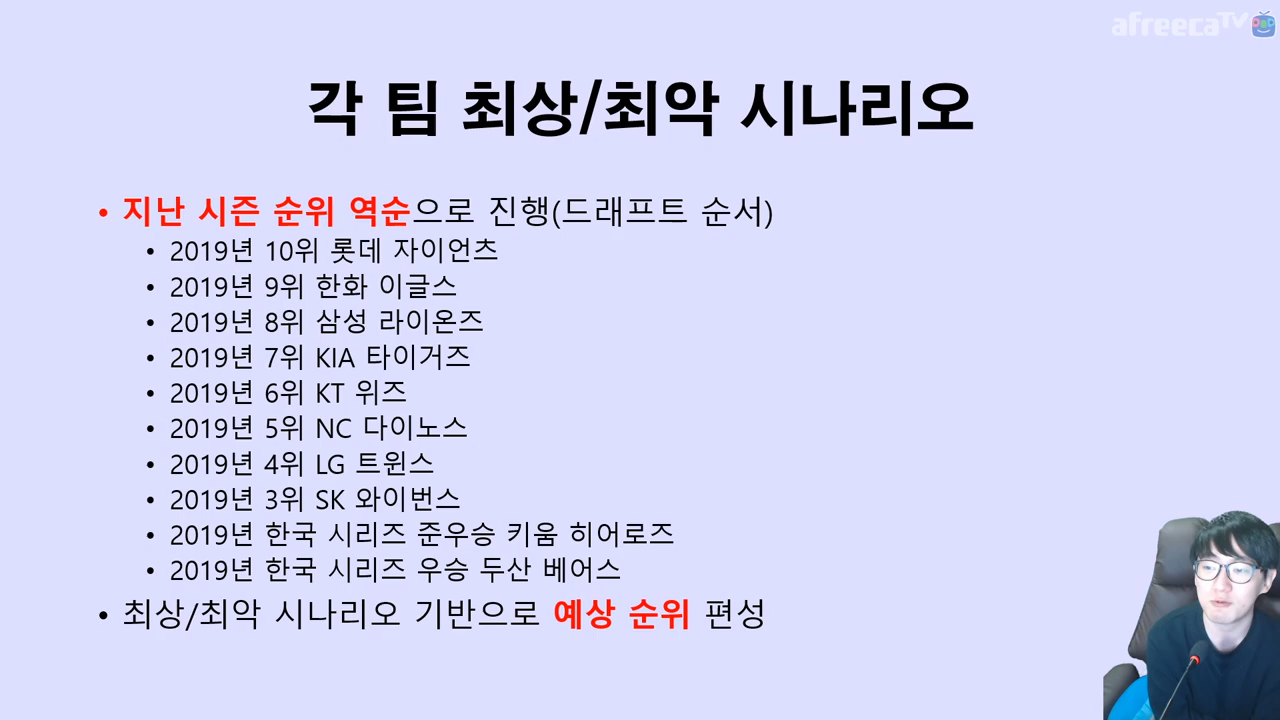 afreecaTV
각 팀 최상/최악 시나리오
• 지난 시즌 순위 역순으로 진행(드래프트 순서)
• 2019년 10위 롯데 자이언츠
• 2019년 9위 한화 이글스
• 2019년 8위 삼성 라이온즈
• 2019년 7위 KIA 타이거즈
• 2019년 6위 KT 위즈
• 2019년 5위 NC 다이노스
• 2019년 4위 LG 트윈스
• 2019년 3위 SK 와이번스
• 2019년 한국 시리즈 준우승 키움 히어로즈
• 2019년 한국 시리즈 우승 두산 베어스
• 최상/최악 시나리오 기반으로 예상 순위 편성